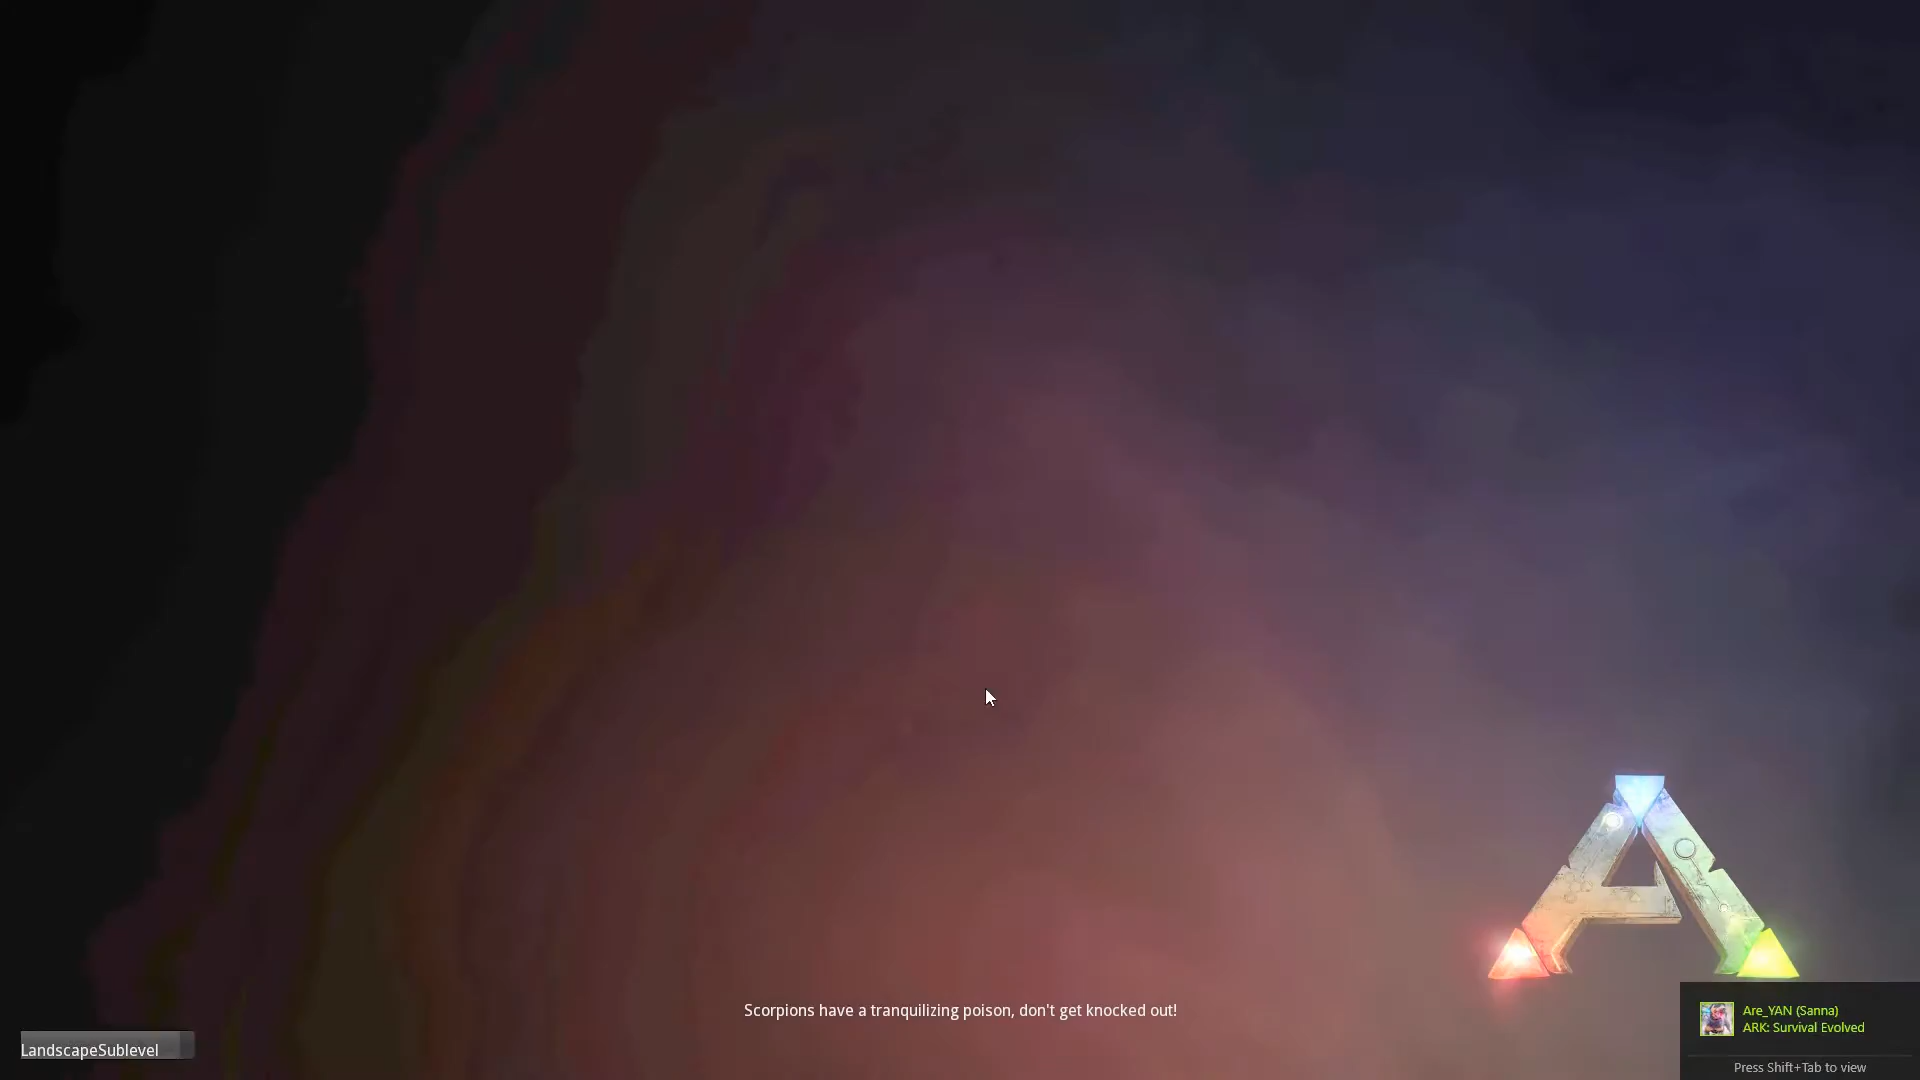 Scorpions have a tranquilizing poison, don't get knocked out!
LandscapeSublevel
Are_YAN (Sanna)
ARK: Survival Evolved
Press Shift+Tab to view